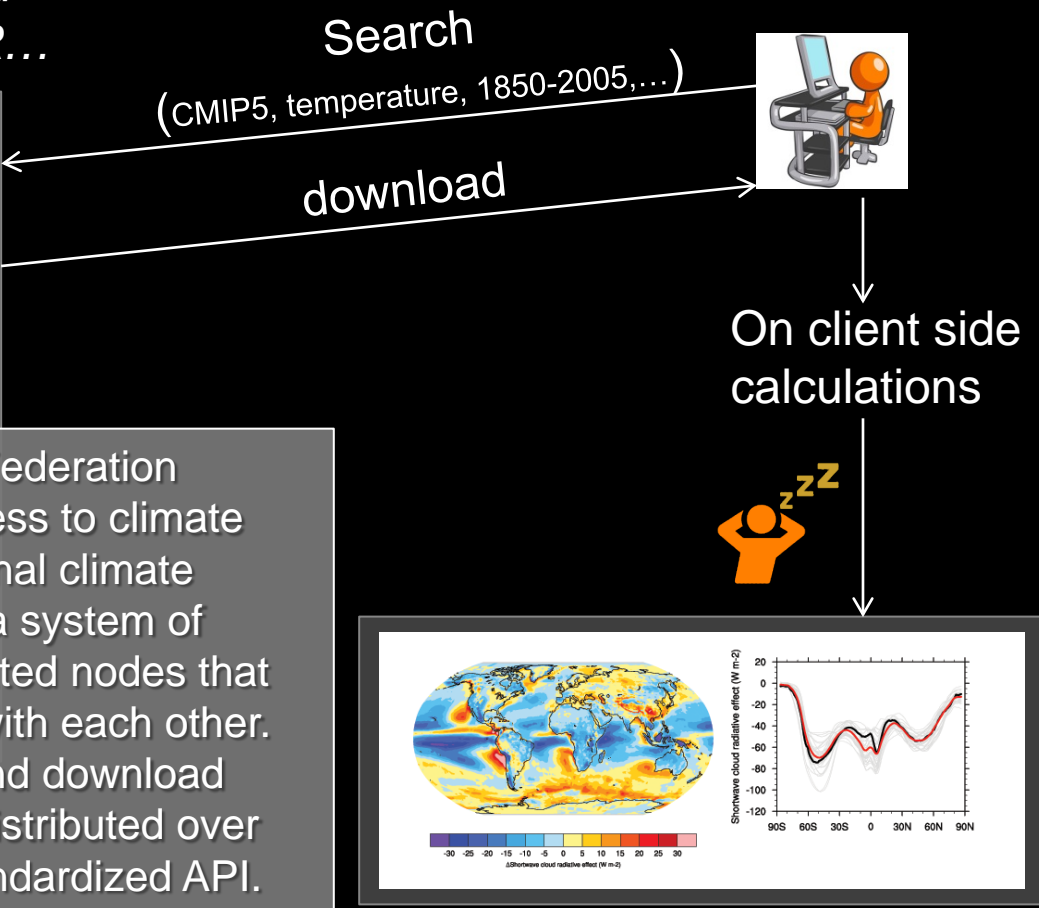 Search
(CMIP5, temperature, 1850-2005,…)
download
On client side
calculations
z z z
ederation
ess to climate
nal climate
a system of
ted nodes that
with each other.
nd download
istributed over
ndardized API.
-30 -25 -20 -15 -10 -5 0 5 10 15 20 25 30
ΔShortwave cloud radiative effect (W m-2)
Shortwave cloud radiative effect (W m-2)
20
0
-20
-40
-60
-80
-100
-120
90S 60S 30S 0 30N 60N 90N